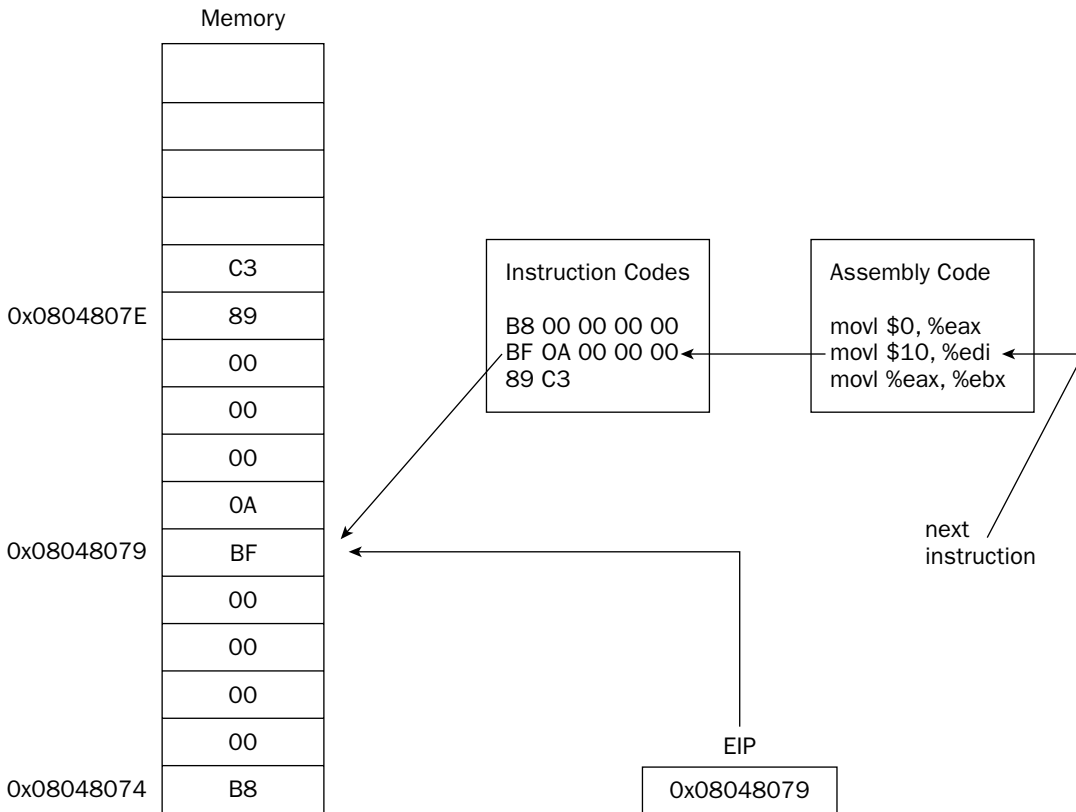 Memory
C3
0x0804807E
89
00
00
00
0A
0x08048079
BF
00
00
00
00
0x08048074
B8
Instruction Codes
B8 00 00 00 00
BF 0A 00 00 00
89 C3
Assembly Code
movl $0, %eax
movl $10, %edi
movl %eax, %ebx
next
instruction
EIP
0x08048079